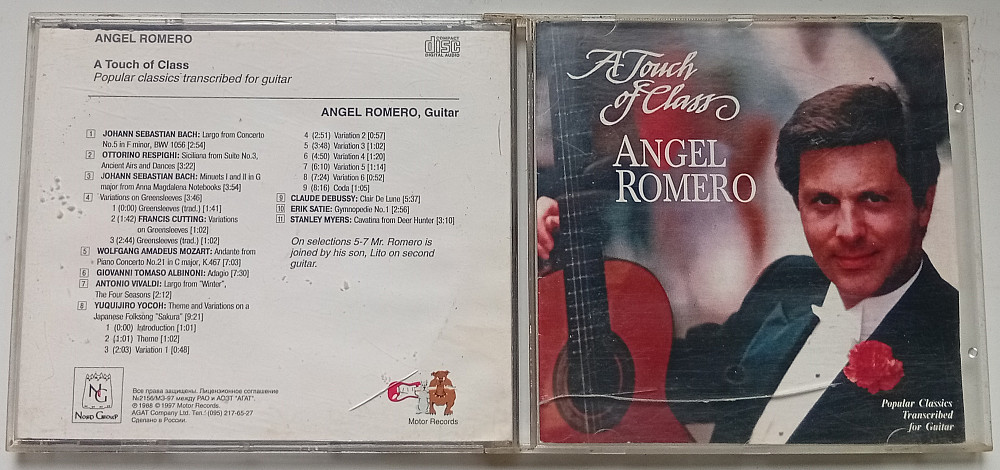 ANGEL ROMERO
COMPACT
disc
DIGITAL AUDIO
A Touch of Class
Popular classics transcribed for guitar
ANGEL ROMERO, Guitar
1 JOHANN SEBASTIAN BACH: Largo from Concerto
No.5 in F minor, BWV 1056 [2:54]
2 OTTORINO RESPIGHI: Siciliana from Suite No.3,
Ancient Airs and Dances [3:22]
3 JOHANN SEBASTIAN BACH: Minuets I and II in G
major from Anna Magdalena Notebooks [3:54]
4 Variations on Greensleeves [3:46]
1 (0:00) Greensleeves (trad.) [1:41]
2 (1:42) FRANCIS CUTTING: Variations
on Greensleeves [1:02]
3 (2:44) Greensleeves (trad.) [1:02]
5 WOLFGANG AMADEUS MOZART: Andante from
Piano Concerto No.21 in C major, K.467 [7:03]
6 GIOVANNI TOMASO ALBINONI: Adagio [7:30]
7 ANTONIO VIVALDI: Largo from "Winter",
The Four Seasons [2:12]
8 YUQUIJIRO YOCOH: Theme and Variations on a
Japanese Folksong "Sakura" [9:21]
1 (0:00) Introduction [1:01]
2 (1:01) Theme [1:02]
3 (2:03) Variation 1 [0:48]
4 (2:51) Variation 2 [0:57]
5 (3:48) Variation 3 [1:02]
6 (4:50) Variation 4 [1:20]
7 (6:10) Variation 5 [1:14]
8 (7:24) Variation 6 [0:52]
9 (8:16) Coda [1:05]
9 CLAUDE DEBUSSY: Clair De Lune [5:37]
10 ERIK SATIE: Gymnopedie No.1 [2:56]
11 STANLEY MYERS: Cavatina from Deer Hunter [3:10]
On selections 5-7 Mr. Romero is
joined by his son, Lito on second
guitar.
NG
NORD GROUP
Все права защищены. Лицензионное соглашение
№2156/МЗ-97 между РАО и АОЗТ "АГАТ".
℗ 1988 © 1997 Motor Records.
AGAT Company Ltd. Тел.: (095) 217-65-27
Сделано в России.
Motor Records
A Touch
of Class
ANGEL
ROMERO
Popular Classics
Transcribed
for Guitar